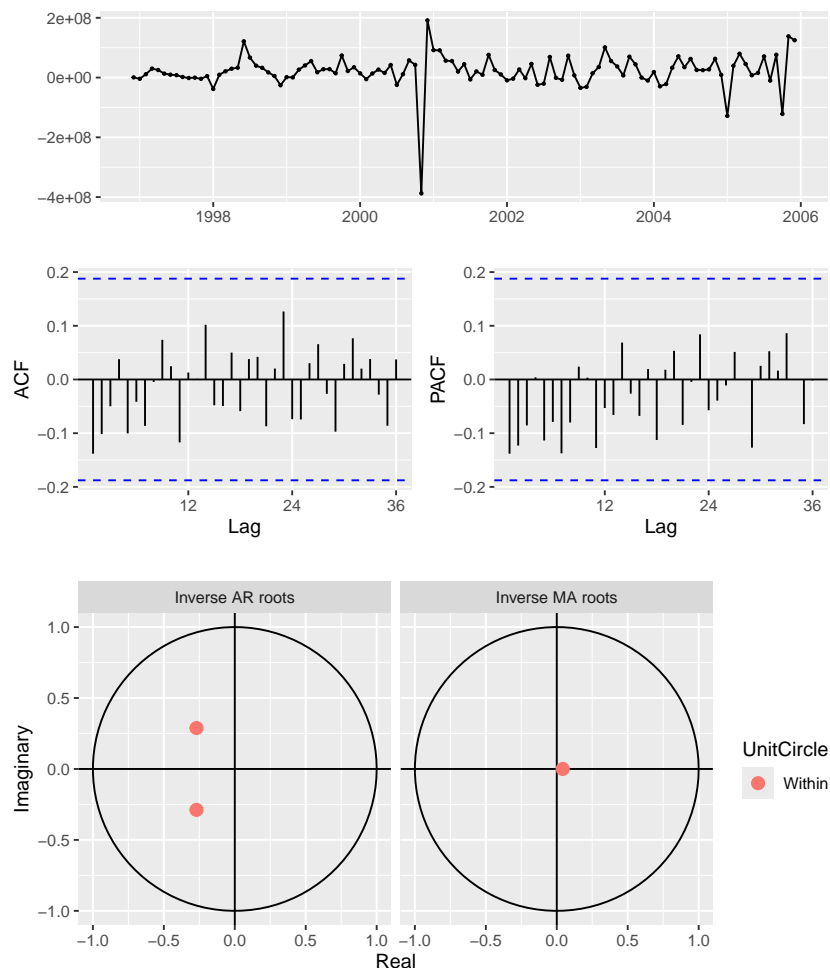 2e+08
0e+00
−2e+08
−4e+08
1998 2000 2002 2004 2006
0.2
0.1
0.0
−0.1
−0.2
ACF
12 24 36
Lag
0.2
0.1
0.0
−0.1
−0.2
PACF
12 24 36
Lag
Inverse AR roots Inverse MA roots
1.0
0.5
0.0
−0.5
−1.0
Imaginary
−1.0 −0.5 0.0 0.5 1.0 −1.0 −0.5 0.0 0.5 1.0
Real
UnitCircle
Within